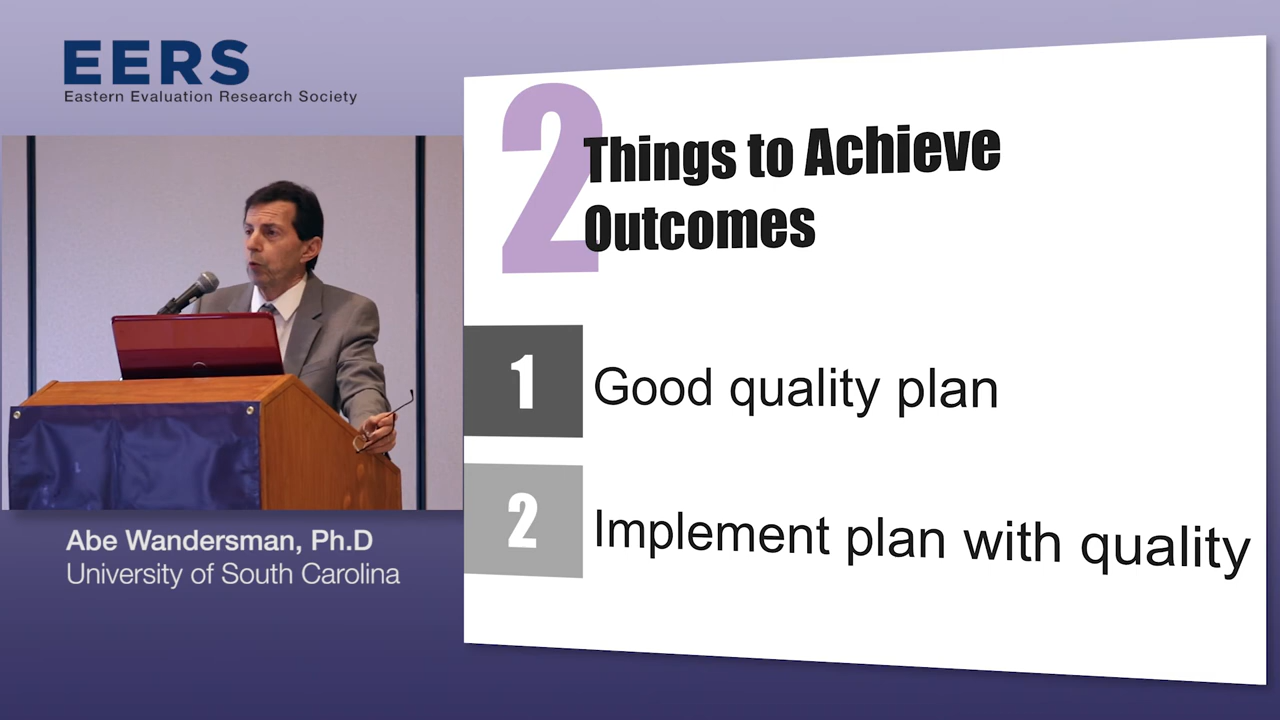 EERS
Eastern Evaluation Research Society
Abe Wandersman, Ph.D
University of South Carolina
2 Things to Achieve
Outcomes
1 Good quality plan
2 Implement plan with quality